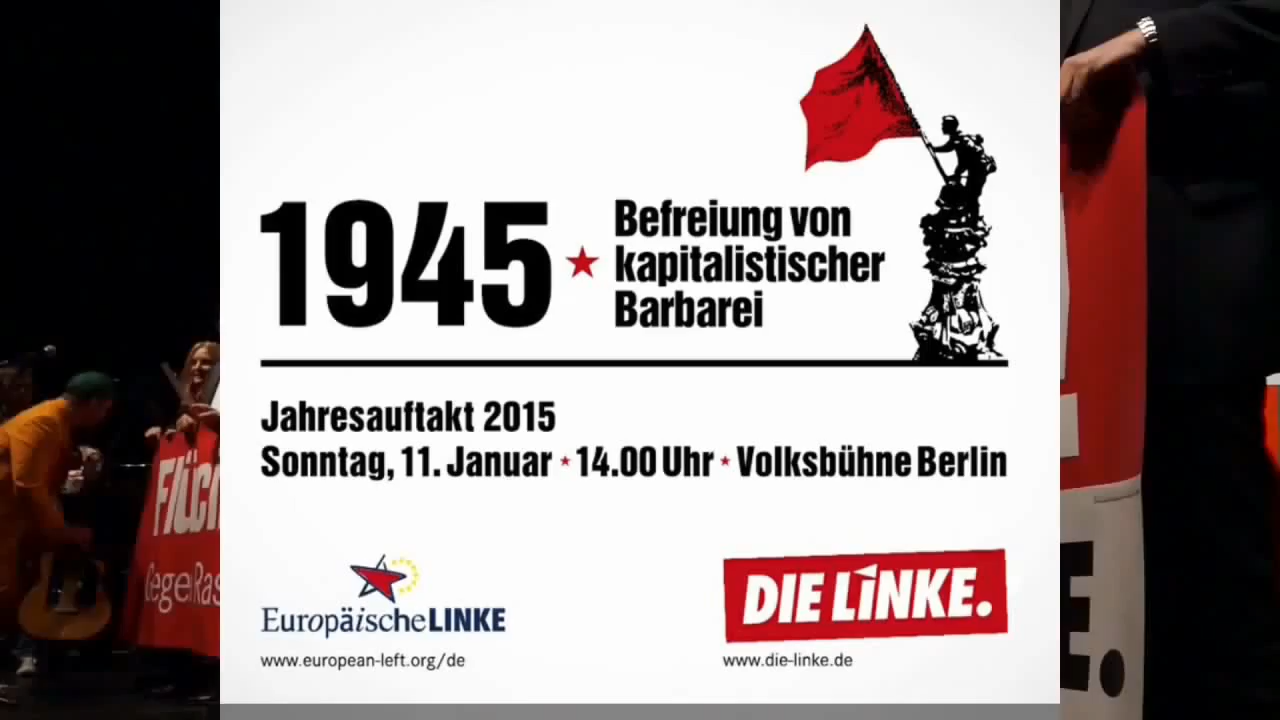 1945
Befreiung von
kapitalistischer
Barbarei
Jahresauftakt 2015
Sonntag, 11. Januar ★ 14.00 Uhr ★ Volksbühne Berlin
EuropäischeLINKE
www.european-left.org/de
DIE LINKE.
www.die-linke.de